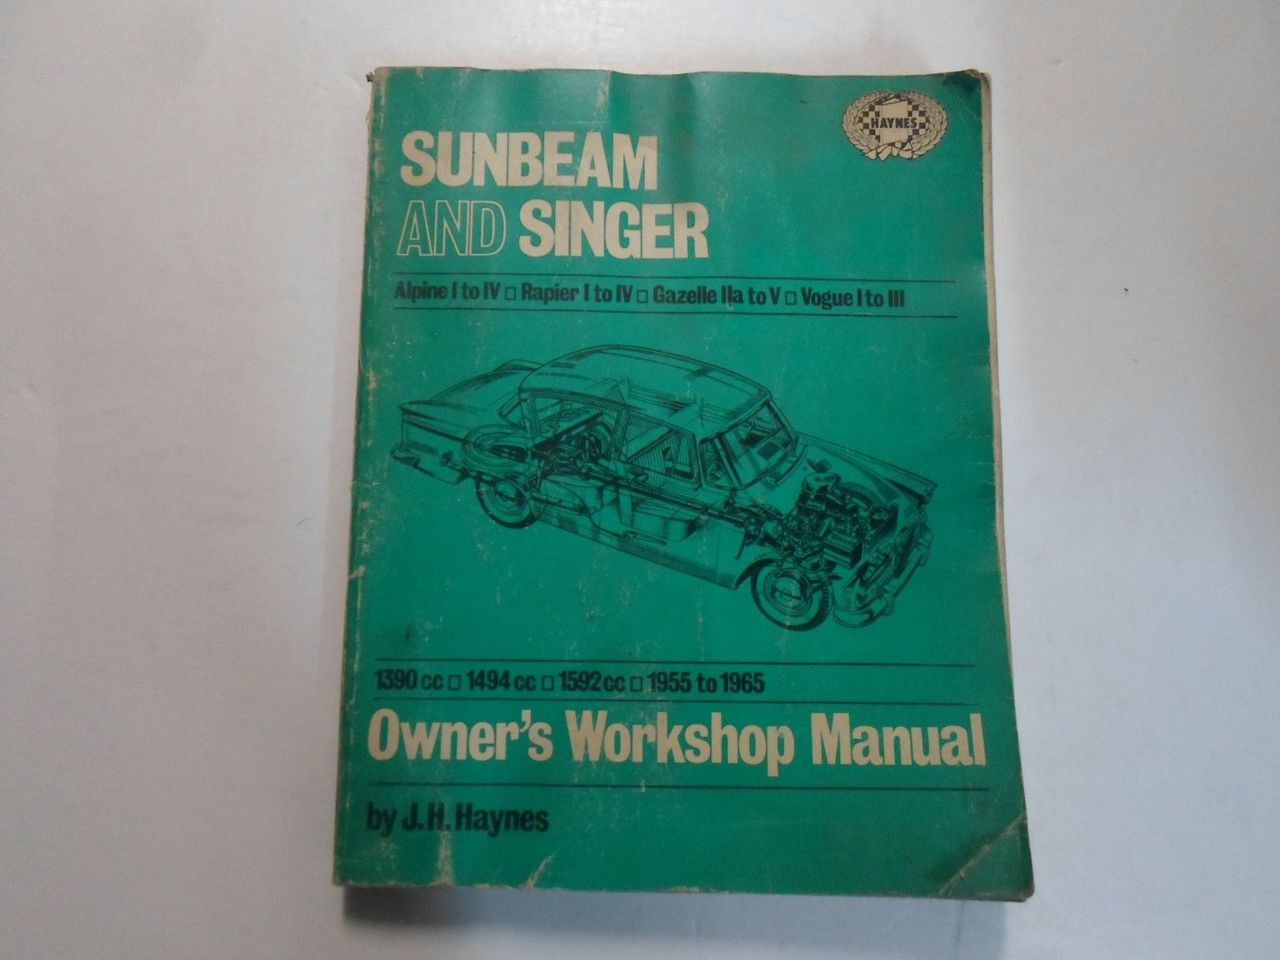 HAYNES
SUNBEAM
AND SINGER
Alpine I to IV □ Rapier I to IV □ Gazelle IIa to V □ Vogue I to III
1390 cc □ 1494 cc □ 1592 cc □ 1955 to 1965
Owner's Workshop Manual
by J. H. Haynes